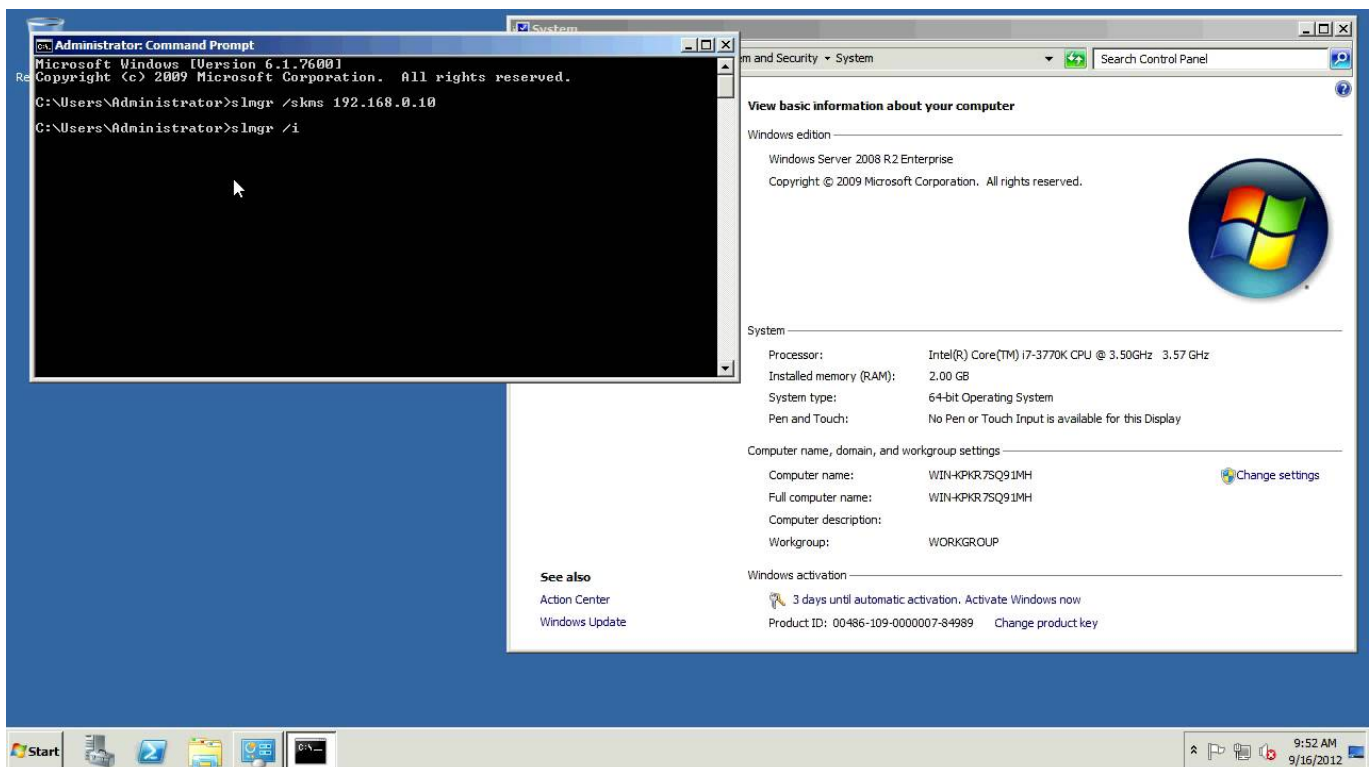 Administrator: Command Prompt
Microsoft Windows [Version 6.1.7600]
Copyright (c) 2009 Microsoft Corporation.  All rights reserved.
C:\Users\Administrator>slmgr /skms 192.168.0.10
C:\Users\Administrator>slmgr /i
Re
System
em and Security ▾ System
Search Control Panel
View basic information about your computer
Windows edition
Windows Server 2008 R2 Enterprise
Copyright © 2009 Microsoft Corporation.  All rights reserved.
System
Processor: Intel(R) Core(TM) i7-3770K CPU @ 3.50GHz  3.57 GHz
Installed memory (RAM): 2.00 GB
System type: 64-bit Operating System
Pen and Touch: No Pen or Touch Input is available for this Display
Computer name, domain, and workgroup settings
Computer name: WIN-KPKR7SQ91MH
Change settings
Full computer name: WIN-KPKR7SQ91MH
Computer description:
Workgroup: WORKGROUP
Windows activation
3 days until automatic activation. Activate Windows now
Product ID: 00486-109-0000007-84989 Change product key
See also
Action Center
Windows Update
Start
9:52 AM
9/16/2012